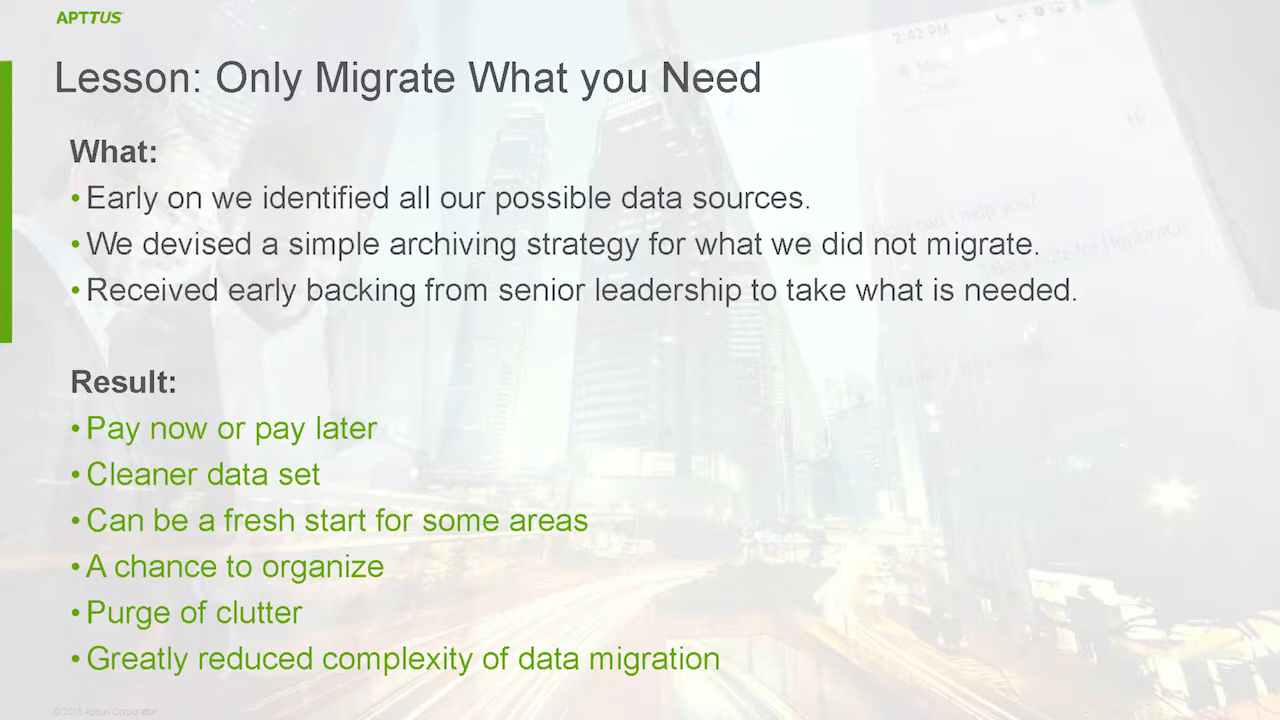 APTTUS
2:42 PM
Lesson: Only Migrate What you Need
What:
• Early on we identified all our possible data sources.
• We devised a simple archiving strategy for what we did not migrate.
• Received early backing from senior leadership to take what is needed.
Result:
• Pay now or pay later
• Cleaner data set
• Can be a fresh start for some areas
• A chance to organize
• Purge of clutter
• Greatly reduced complexity of data migration
© 2018 Apttus Corporation